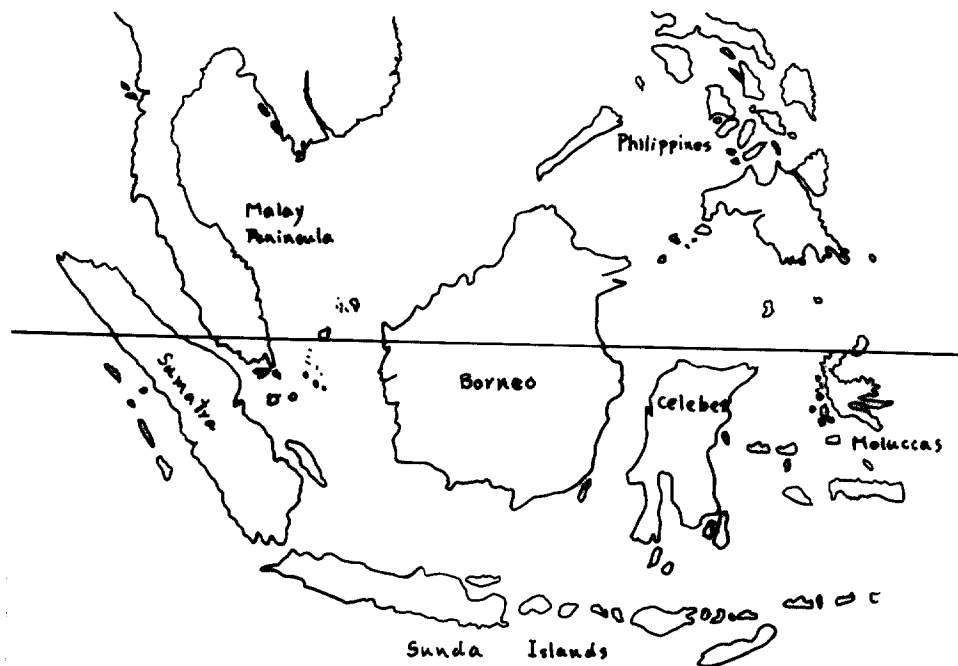 Philippines
Malay
Peninsula
Sumatra
Borneo
Celebes
Moluccas
Sunda Islands